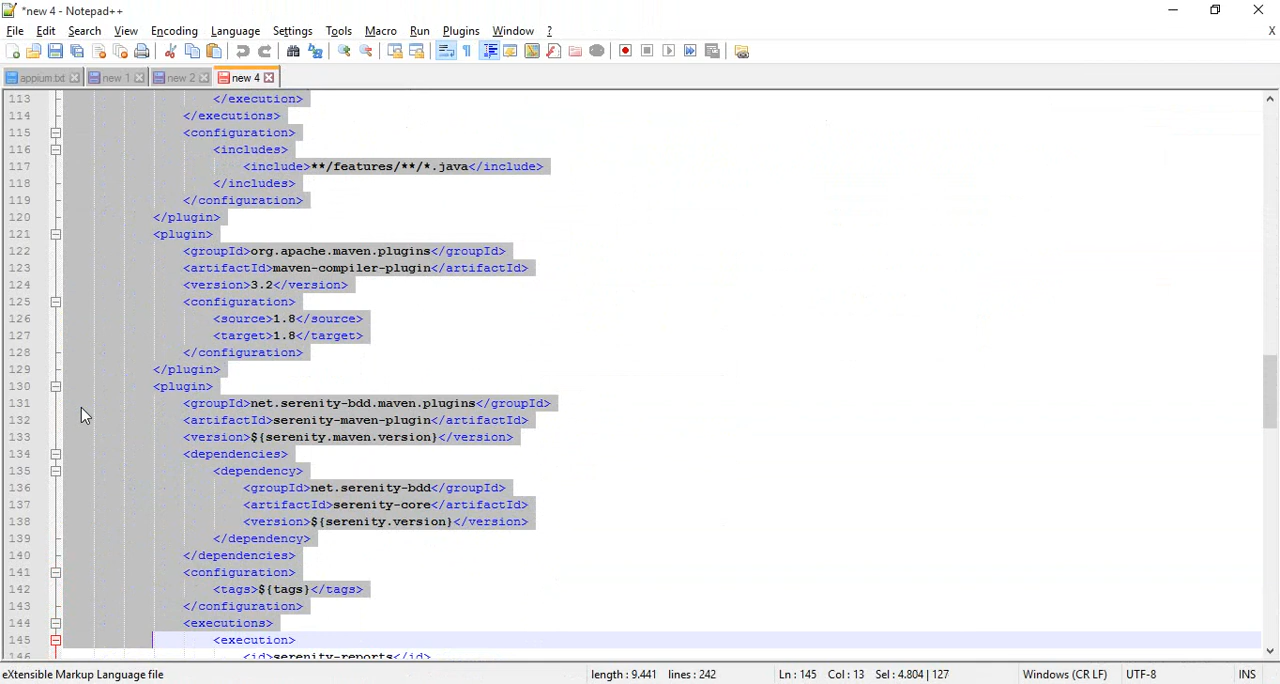 *new 4 - Notepad++
File Edit Search View Encoding Language Settings Tools Macro Run Plugins Window ? X
appium.txt new 1 new 2 new 4
113 </execution>
114 </executions>
115 <configuration>
116 <includes>
117 <include>**/features/**/*.java</include>
118 </includes>
119 </configuration>
120 </plugin>
121 <plugin>
122 <groupId>org.apache.maven.plugins</groupId>
123 <artifactId>maven-compiler-plugin</artifactId>
124 <version>3.2</version>
125 <configuration>
126 <source>1.8</source>
127 <target>1.8</target>
128 </configuration>
129 </plugin>
130 <plugin>
131 <groupId>net.serenity-bdd.maven.plugins</groupId>
132 <artifactId>serenity-maven-plugin</artifactId>
133 <version>${serenity.maven.version}</version>
134 <dependencies>
135 <dependency>
136 <groupId>net.serenity-bdd</groupId>
137 <artifactId>serenity-core</artifactId>
138 <version>${serenity.version}</version>
139 </dependency>
140 </dependencies>
141 <configuration>
142 <tags>${tags}</tags>
143 </configuration>
144 <executions>
145 <execution>
146 <id>serenity-reports</id>
eXtensible Markup Language file length : 9.441 lines : 242 Ln : 145 Col : 13 Sel : 4.804 | 127 Windows (CR LF) UTF-8 INS